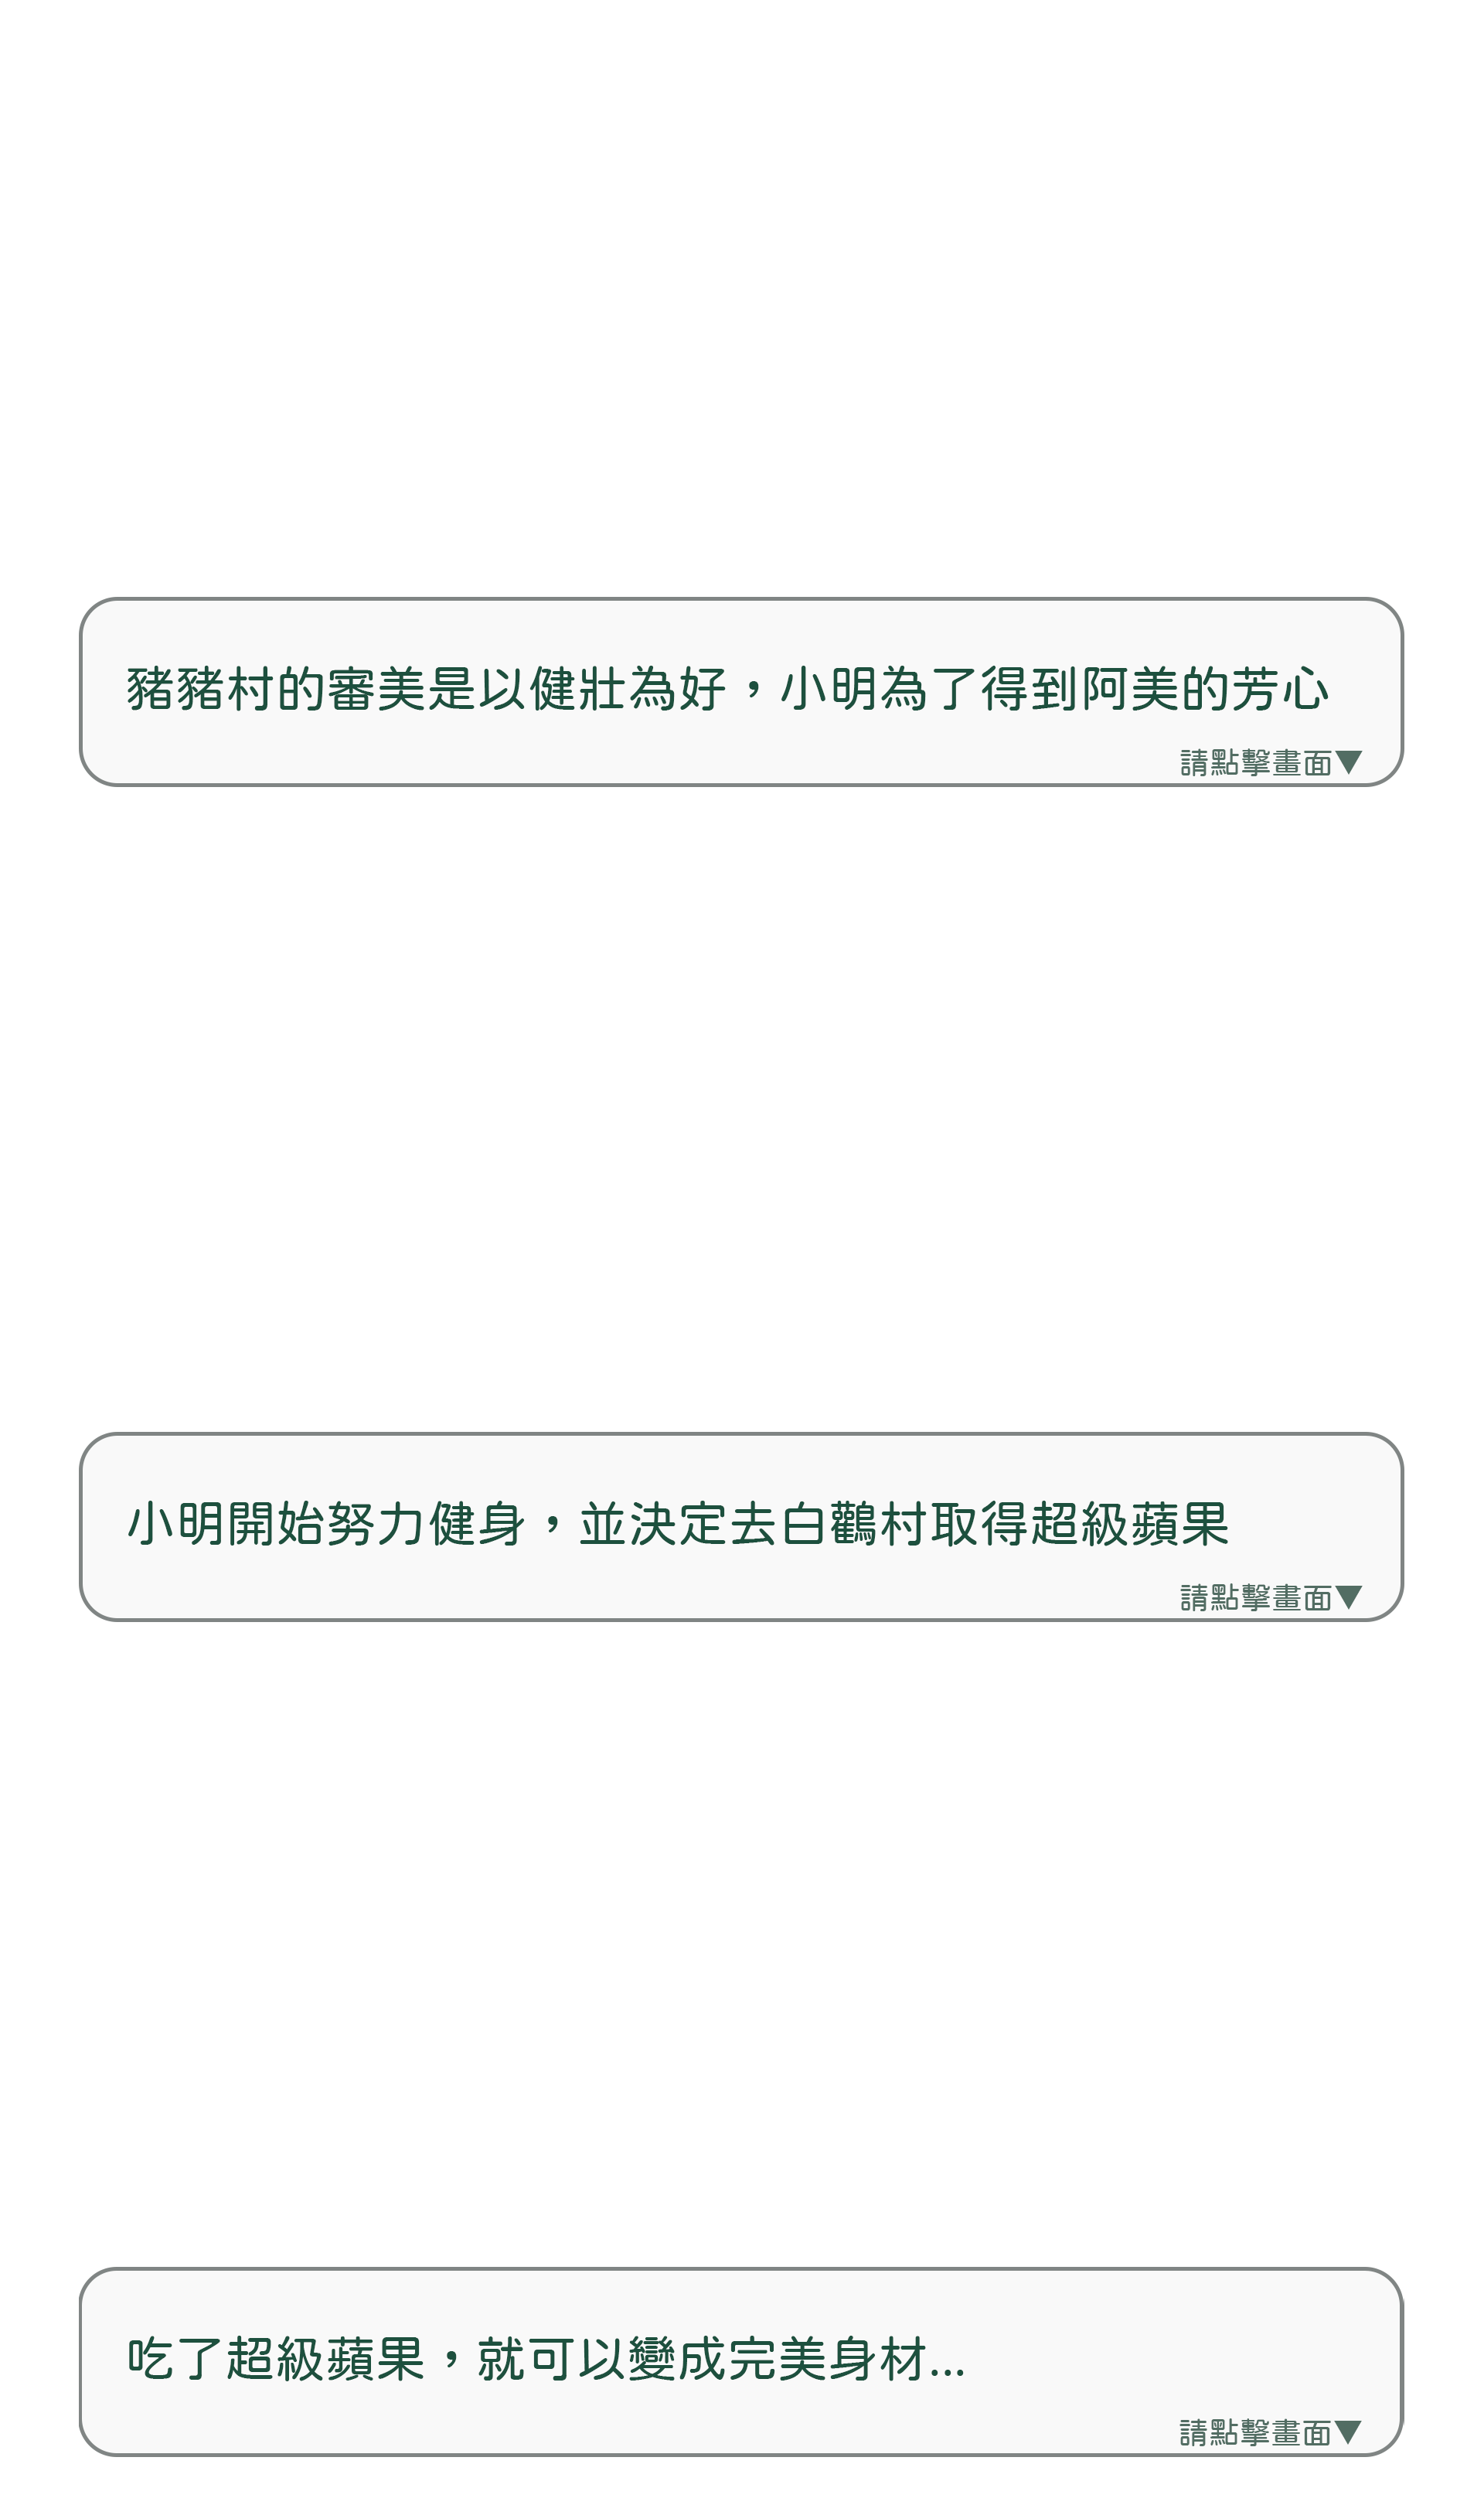 豬豬村的審美是以健壯為好，小明為了得到阿美的芳心
請點擊畫面▼
小明開始努力健身，並決定去白鸛村取得超級蘋果
請點擊畫面▼
吃了超級蘋果，就可以變成完美身材...
請點擊畫面▼